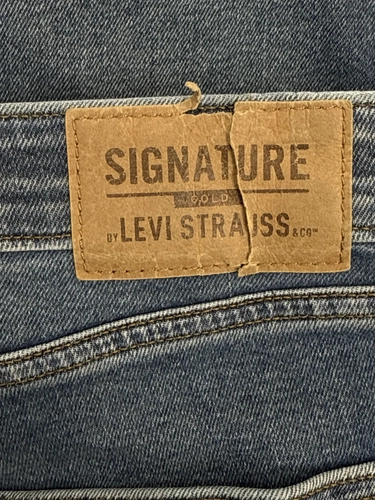 SIGNATURE
GOLD
BY LEVI STRAUSS & CO™